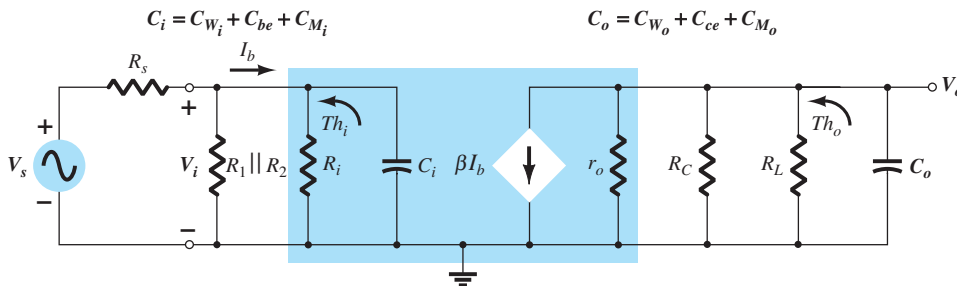 C_i = C_{W_i} + C_{be} + C_{M_i}
C_o = C_{W_o} + C_{ce} + C_{M_o}
I_b
R_s
+
Th_i
Th_o
+
V_s
−
V_i
R_1 || R_2
R_i
C_i
βI_b
r_o
R_C
R_L
C_o
−